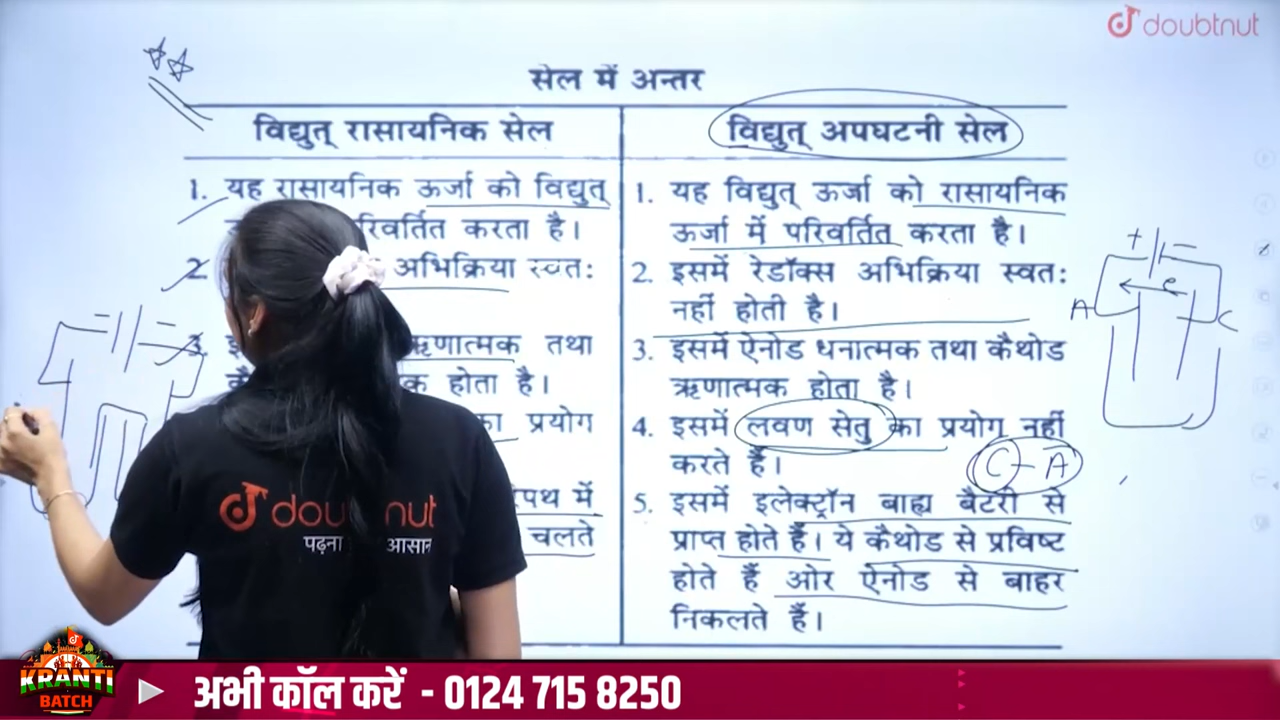 doubtnut
सेल में अन्तर
विद्युत् रासायनिक सेल
1. यह रासायनिक ऊर्जा को विद्युत्
परिवर्तित करता है।
2. अभिक्रिया स्वतः
3. ऋणात्मक तथा
होता है।
का प्रयोग
में
चलते
विद्युत् अपघटनी सेल
1. यह विद्युत् ऊर्जा को रासायनिक
ऊर्जा में परिवर्तित करता है।
2. इसमें रेडॉक्स अभिक्रिया स्वतः
नहीं होती है।
3. इसमें ऐनोड धनात्मक तथा कैथोड
ऋणात्मक होता है।
4. इसमें लवण सेतु का प्रयोग नहीं
करते हैं।
C - A
5. इसमें इलेक्ट्रॉन बाह्य बैटरी से
प्राप्त होते हैं। ये कैथोड से प्रविष्ट
होते हैं ओर ऐनोड से बाहर
निकलते हैं।
+ -
e
A C
doubtnut
पढ़ना आसान
KRANTI
BATCH
अभी कॉल करें - 0124 715 8250